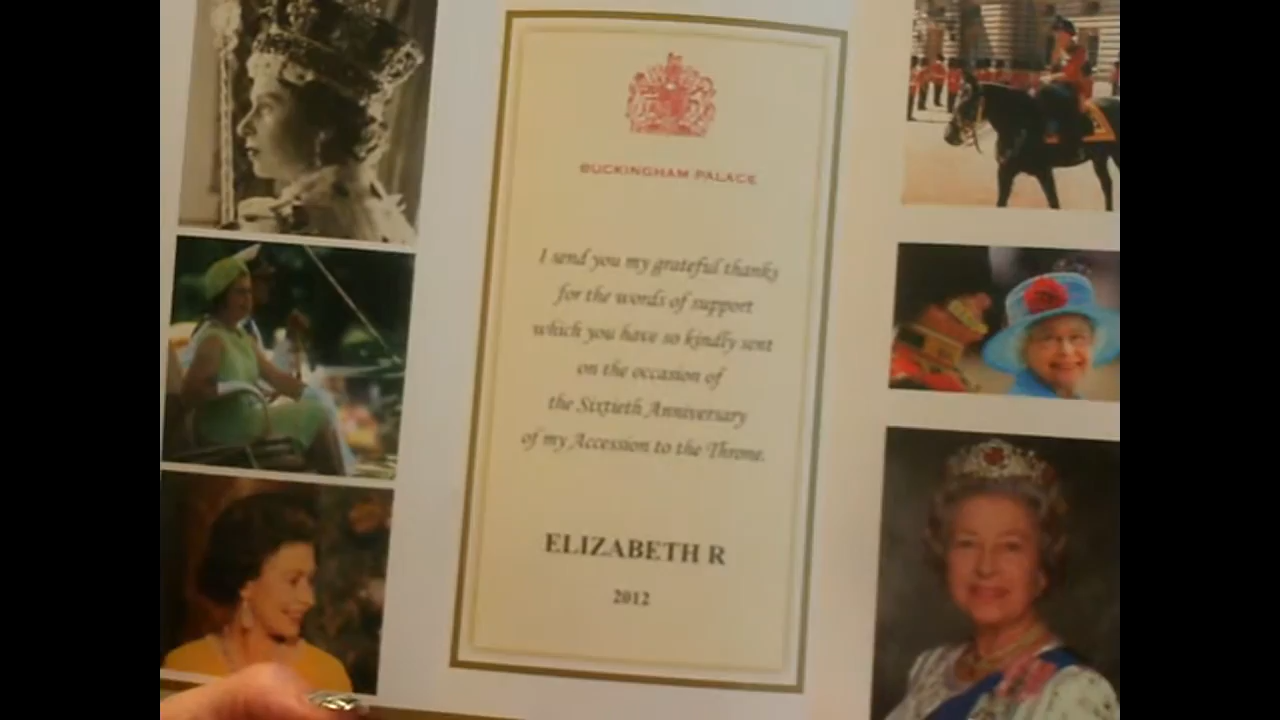 BUCKINGHAM PALACE
I send you my grateful thanks
for the words of support
which you have so kindly sent
on the occasion of
the Sixtieth Anniversary
of my Accession to the Throne.
ELIZABETH R
2012